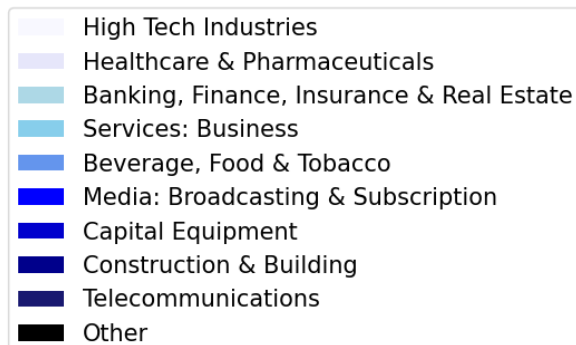 High Tech Industries
Healthcare & Pharmaceuticals
Banking, Finance, Insurance & Real Estate
Services: Business
Beverage, Food & Tobacco
Media: Broadcasting & Subscription
Capital Equipment
Construction & Building
Telecommunications
Other